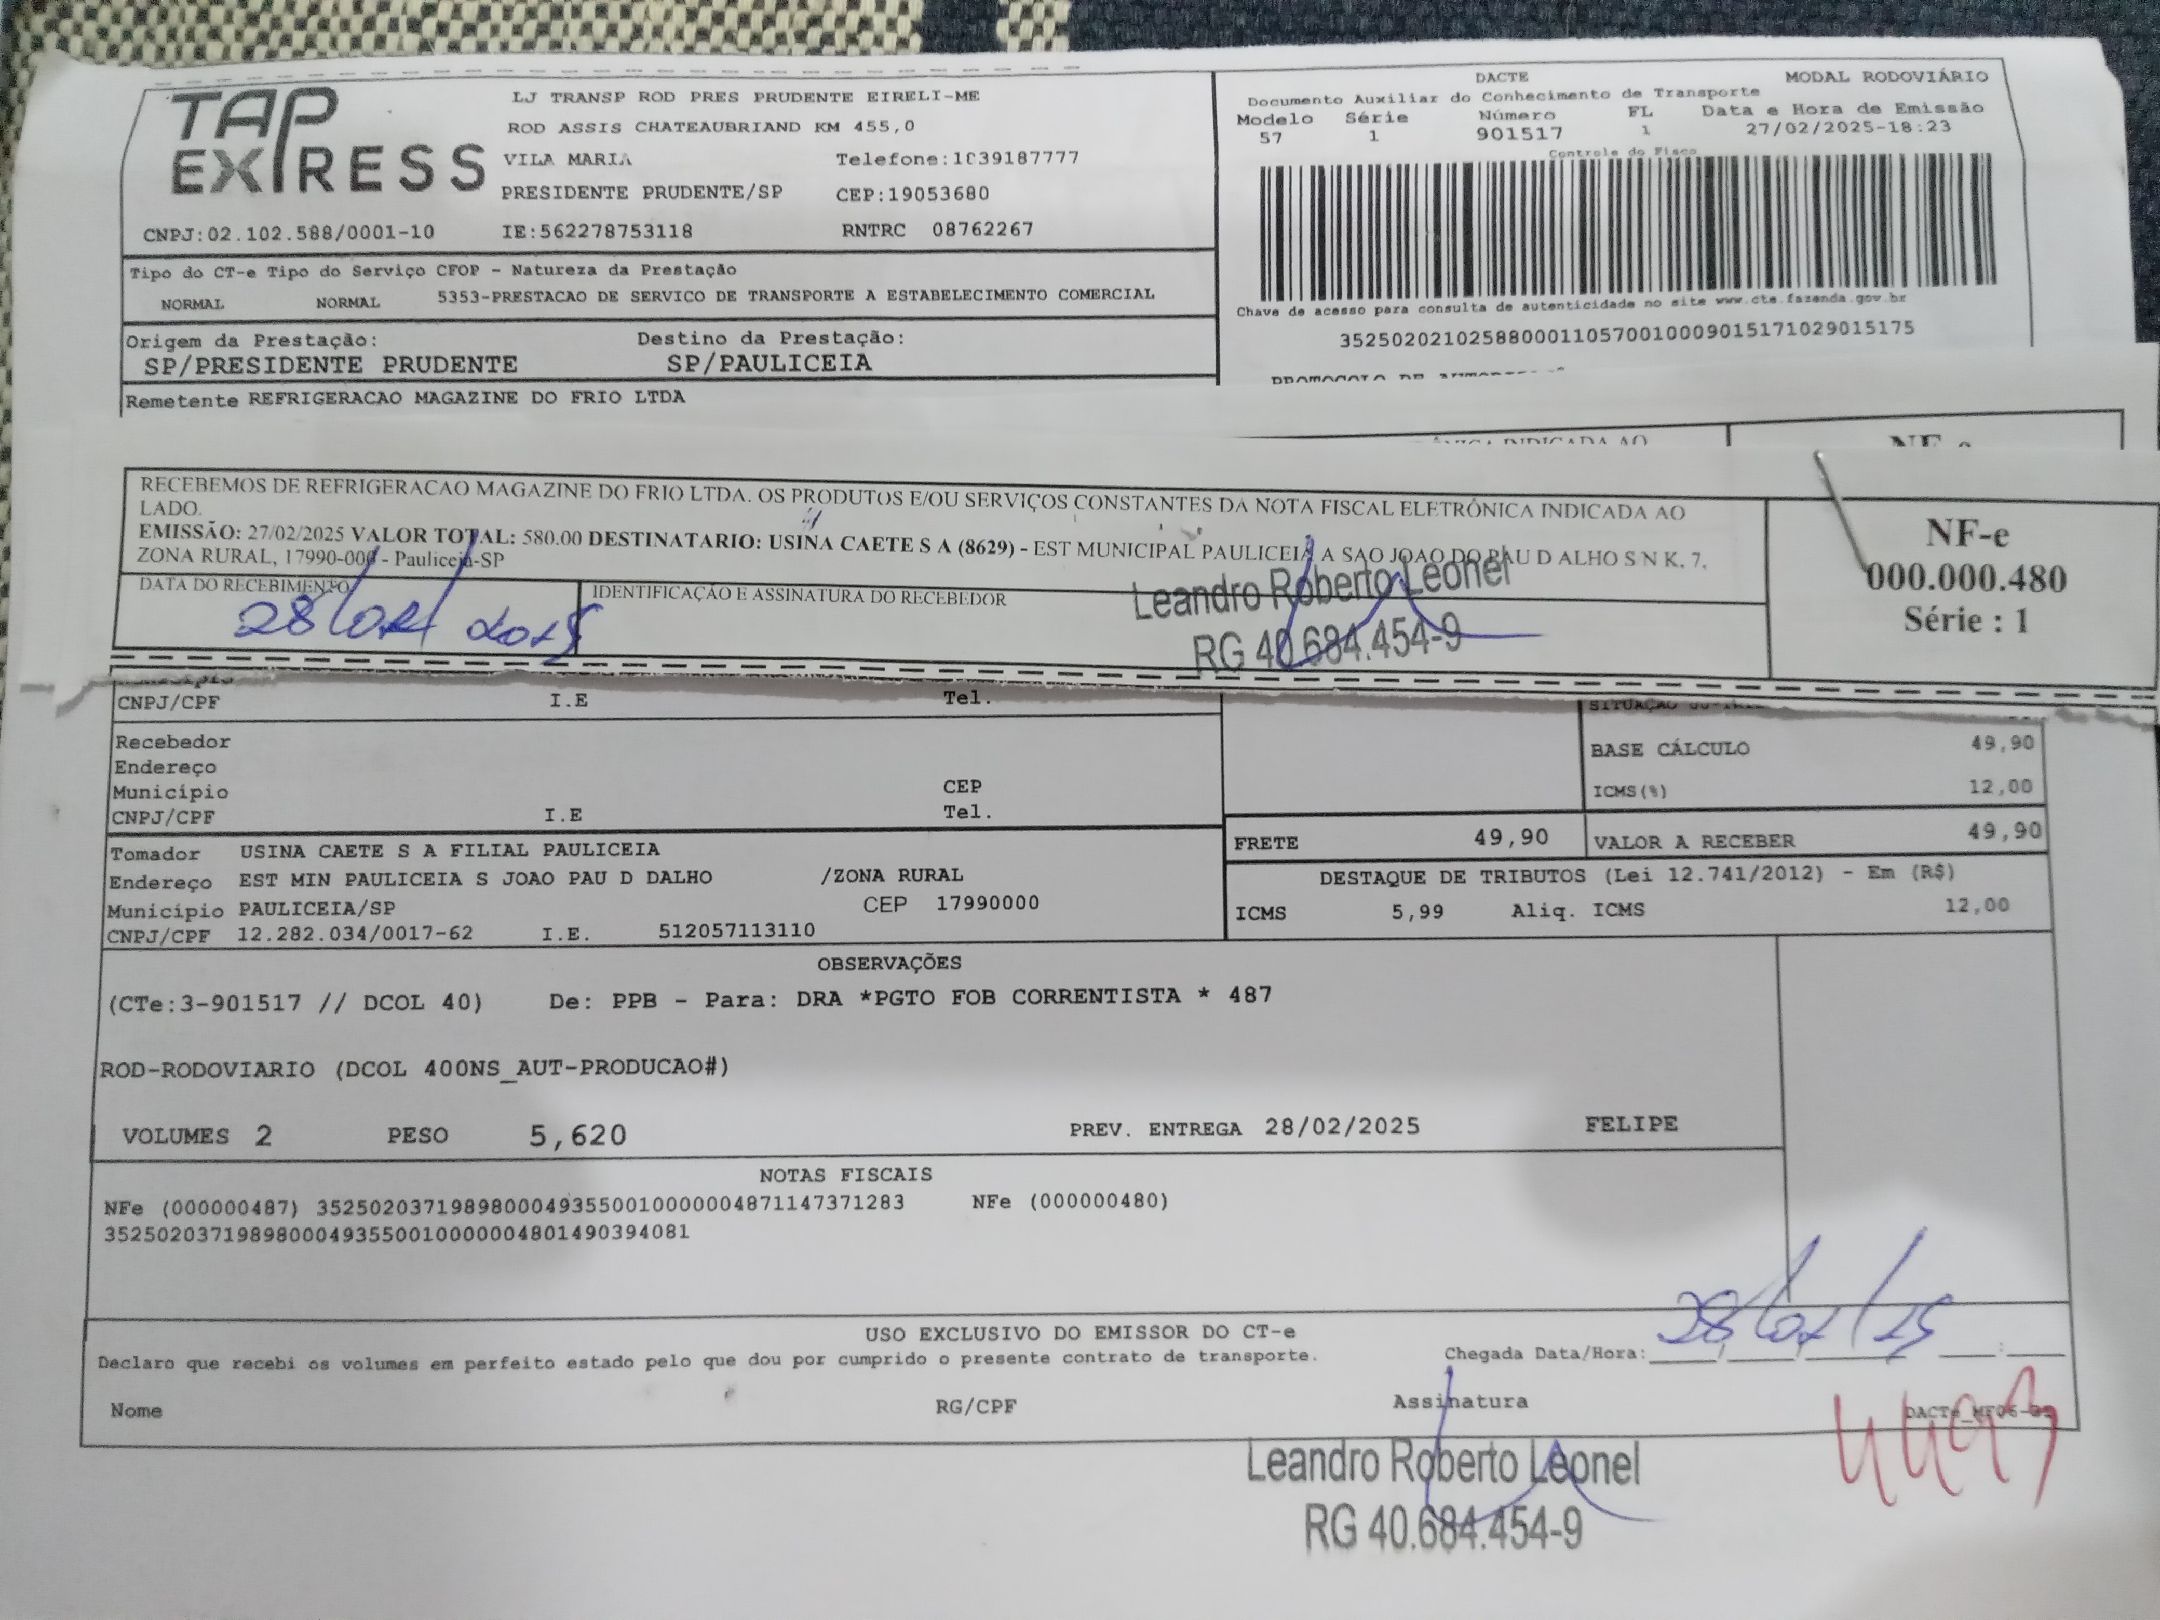 TAP EXPRESS
LJ TRANSP ROD PRES PRUDENTE EIRELI-ME
ROD ASSIS CHATEAUBRIAND KM 455,0
VILA MARIA Telefone:1839187777
PRESIDENTE PRUDENTE/SP CEP:19053680
CNPJ:02.102.588/0001-10 IE:562278753118 RNTRC 08762267
DACTE MODAL RODOVIÁRIO
Documento Auxiliar do Conhecimento de Transporte
Modelo Série Número FL Data e Hora de Emissão
57 1 901517 1 27/02/2025-18:23
Controle do Fisco
Chave de acesso para consulta de autenticidade no site www.cte.fazenda.gov.br
35250202102588000110570010009015171029015175
Tipo do CT-e Tipo do Serviço CFOP - Natureza da Prestação
NORMAL NORMAL 5353-PRESTACAO DE SERVICO DE TRANSPORTE A ESTABELECIMENTO COMERCIAL
Origem da Prestação: Destino da Prestação:
SP/PRESIDENTE PRUDENTE SP/PAULICEIA
Remetente REFRIGERACAO MAGAZINE DO FRIO LTDA
RECEBEMOS DE REFRIGERACAO MAGAZINE DO FRIO LTDA. OS PRODUTOS E/OU SERVIÇOS CONSTANTES DA NOTA FISCAL ELETRÔNICA INDICADA AO
LADO.
EMISSÃO: 27/02/2025 VALOR TOTAL: 580.00 DESTINATARIO: USINA CAETE S A (8629) - EST MUNICIPAL PAULICEIA A SAO JOAO DO PAU D ALHO S N K, 7,
ZONA RURAL, 17990-000 - Pauliceia-SP
DATA DO RECEBIMENTO IDENTIFICAÇÃO E ASSINATURA DO RECEBEDOR
28/02/2025
Leandro Roberto Leonel
RG 40.684.454-9
NF-e
000.000.480
Série : 1
CNPJ/CPF I.E Tel.
Recebedor
Endereço
Município CEP
CNPJ/CPF I.E Tel.
BASE CÁLCULO 49,90
ICMS(%) 12,00
FRETE 49,90 VALOR A RECEBER 49,90
DESTAQUE DE TRIBUTOS (Lei 12.741/2012) - Em (R$)
ICMS 5,99 Aliq. ICMS 12,00
Tomador USINA CAETE S A FILIAL PAULICEIA
Endereço EST MIN PAULICEIA S JOAO PAU D DALHO /ZONA RURAL
Município PAULICEIA/SP CEP 17990000
CNPJ/CPF 12.282.034/0017-62 I.E. 512057113110
OBSERVAÇÕES
(CTe:3-901517 // DCOL 40) De: PPB - Para: DRA *PGTO FOB CORRENTISTA * 487
ROD-RODOVIARIO (DCOL 400NS_AUT-PRODUCAO#)
VOLUMES 2 PESO 5,620 PREV. ENTREGA 28/02/2025 FELIPE
NOTAS FISCAIS
NFe (000000487) 35250203719898000493550010000004871147371283 NFe (000000480)
35250203719898000493550010000004801490394081
USO EXCLUSIVO DO EMISSOR DO CT-e
Declaro que recebi os volumes em perfeito estado pelo que dou por cumprido o presente contrato de transporte.
Chegada Data/Hora: 28/02/25
Nome RG/CPF Assinatura
Leandro Roberto Leonel
RG 40.684.454-9